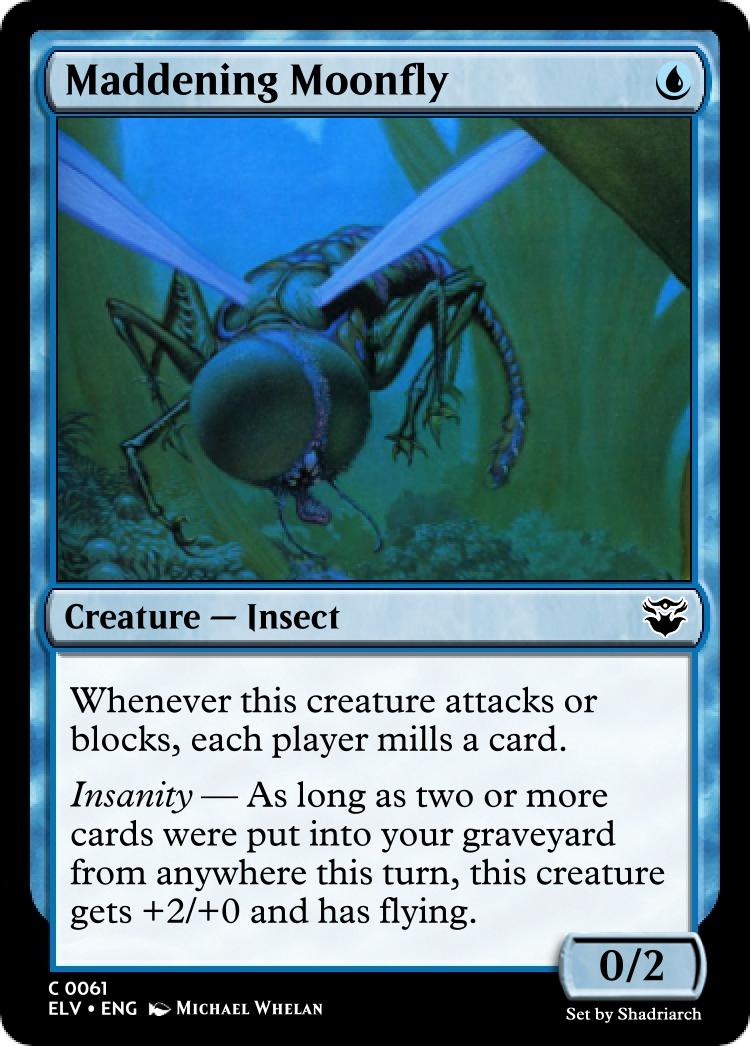 Maddening Moonfly
Creature — Insect
Whenever this creature attacks or
blocks, each player mills a card.
Insanity — As long as two or more
cards were put into your graveyard
from anywhere this turn, this creature
gets +2/+0 and has flying.
0/2
C 0061
ELV • ENG Michael Whelan
Set by Shadriarch